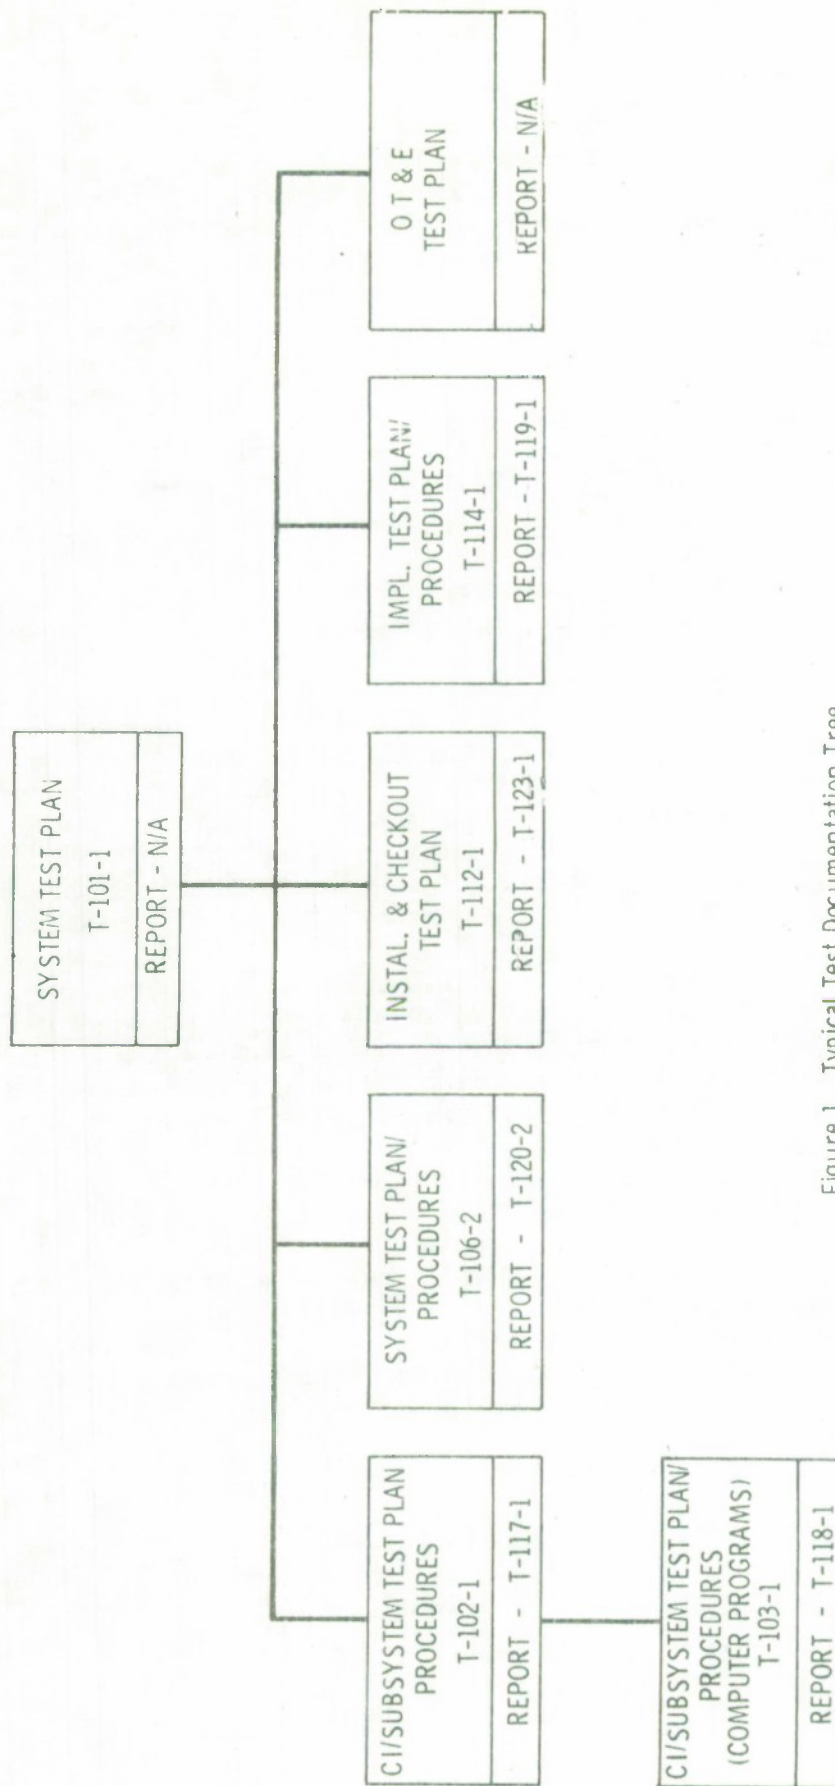 SYSTEM TEST PLAN
T-101-1
REPORT - N/A
CI/SUBSYSTEM TEST PLAN
PROCEDURES
T-102-1
REPORT - T-117-1
SYSTEM TEST PLAN/
PROCEDURES
T-106-2
REPORT - T-120-2
INSTAL. & CHECKOUT
TEST PLAN
T-112-1
REPORT - T-123-1
IMPL. TEST PLAN/
PROCEDURES
T-114-1
REPORT - T-119-1
O T & E
TEST PLAN
REPORT - N/A
CI/SUBSYSTEM TEST PLAN/
PROCEDURES
(COMPUTER PROGRAMS)
T-103-1
REPORT - T-118-1
Figure 1 Typical Test Documentation Tree